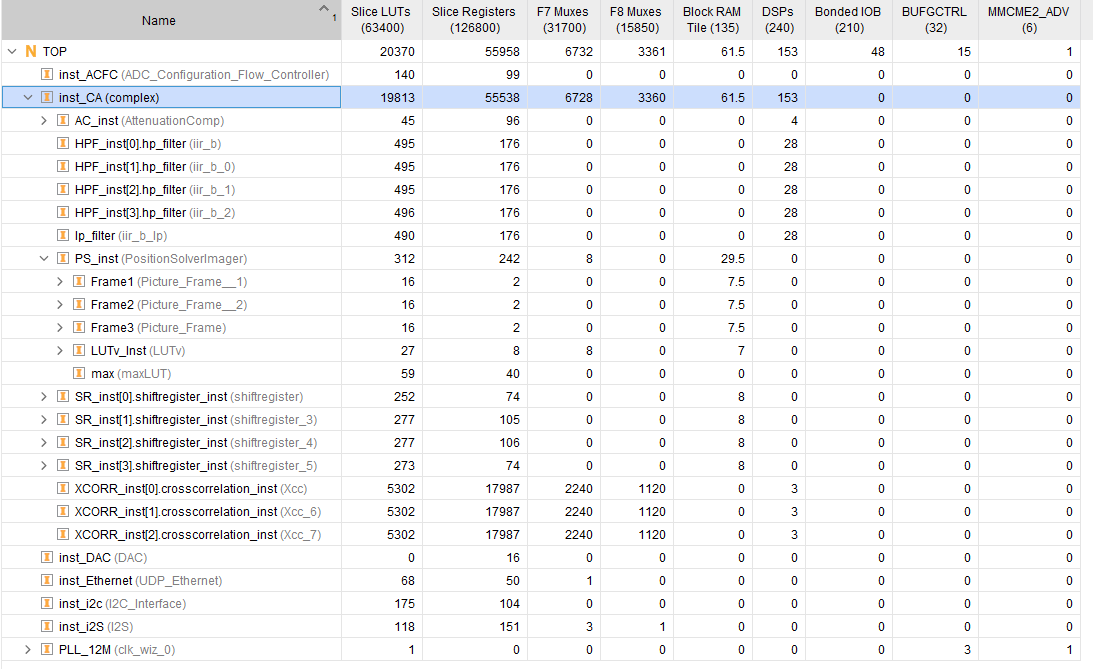 Name 1 Slice LUTs (63400) Slice Registers (126800) F7 Muxes (31700) F8 Muxes (15850) Block RAM Tile (135) DSPs (240) Bonded IOB (210) BUFGCTRL (32) MMCME2_ADV (6)
N TOP 20370 55958 6732 3361 61.5 153 48 15 1
I inst_ACFC (ADC_Configuration_Flow_Controller) 140 99 0 0 0 0 0 0 0
I inst_CA (complex) 19813 55538 6728 3360 61.5 153 0 0 0
I AC_inst (AttenuationComp) 45 96 0 0 0 4 0 0 0
I HPF_inst[0].hp_filter (iir_b) 495 176 0 0 0 28 0 0 0
I HPF_inst[1].hp_filter (iir_b_0) 495 176 0 0 0 28 0 0 0
I HPF_inst[2].hp_filter (iir_b_1) 495 176 0 0 0 28 0 0 0
I HPF_inst[3].hp_filter (iir_b_2) 496 176 0 0 0 28 0 0 0
I lp_filter (iir_b_lp) 490 176 0 0 0 28 0 0 0
I PS_inst (PositionSolverImager) 312 242 8 0 29.5 0 0 0 0
I Frame1 (Picture_Frame__1) 16 2 0 0 7.5 0 0 0 0
I Frame2 (Picture_Frame__2) 16 2 0 0 7.5 0 0 0 0
I Frame3 (Picture_Frame) 16 2 0 0 7.5 0 0 0 0
I LUTv_Inst (LUTv) 27 8 8 0 7 0 0 0 0
I max (maxLUT) 59 40 0 0 0 0 0 0 0
I SR_inst[0].shiftregister_inst (shiftregister) 252 74 0 0 8 0 0 0 0
I SR_inst[1].shiftregister_inst (shiftregister_3) 277 105 0 0 8 0 0 0 0
I SR_inst[2].shiftregister_inst (shiftregister_4) 277 106 0 0 8 0 0 0 0
I SR_inst[3].shiftregister_inst (shiftregister_5) 273 74 0 0 8 0 0 0 0
I XCORR_inst[0].crosscorrelation_inst (Xcc) 5302 17987 2240 1120 0 3 0 0 0
I XCORR_inst[1].crosscorrelation_inst (Xcc_6) 5302 17987 2240 1120 0 3 0 0 0
I XCORR_inst[2].crosscorrelation_inst (Xcc_7) 5302 17987 2240 1120 0 3 0 0 0
I inst_DAC (DAC) 0 16 0 0 0 0 0 0 0
I inst_Ethernet (UDP_Ethernet) 68 50 1 0 0 0 0 0 0
I inst_i2c (I2C_Interface) 175 104 0 0 0 0 0 0 0
I inst_i2S (I2S) 118 151 3 1 0 0 0 0 0
I PLL_12M (clk_wiz_0) 1 0 0 0 0 0 0 3 1